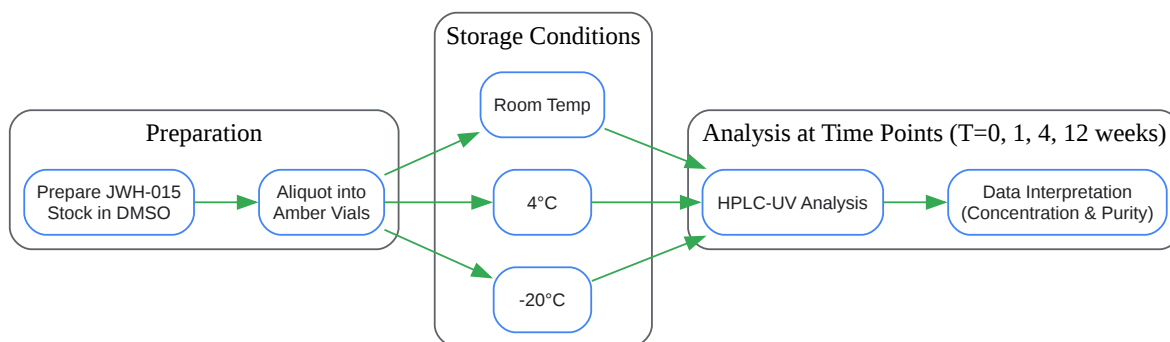 Preparation
Prepare JWH-015
Stock in DMSO
Aliquot into
Amber Vials
Storage Conditions
Room Temp
4°C
-20°C
Analysis at Time Points (T=0, 1, 4, 12 weeks)
HPLC-UV Analysis
Data Interpretation
(Concentration & Purity)